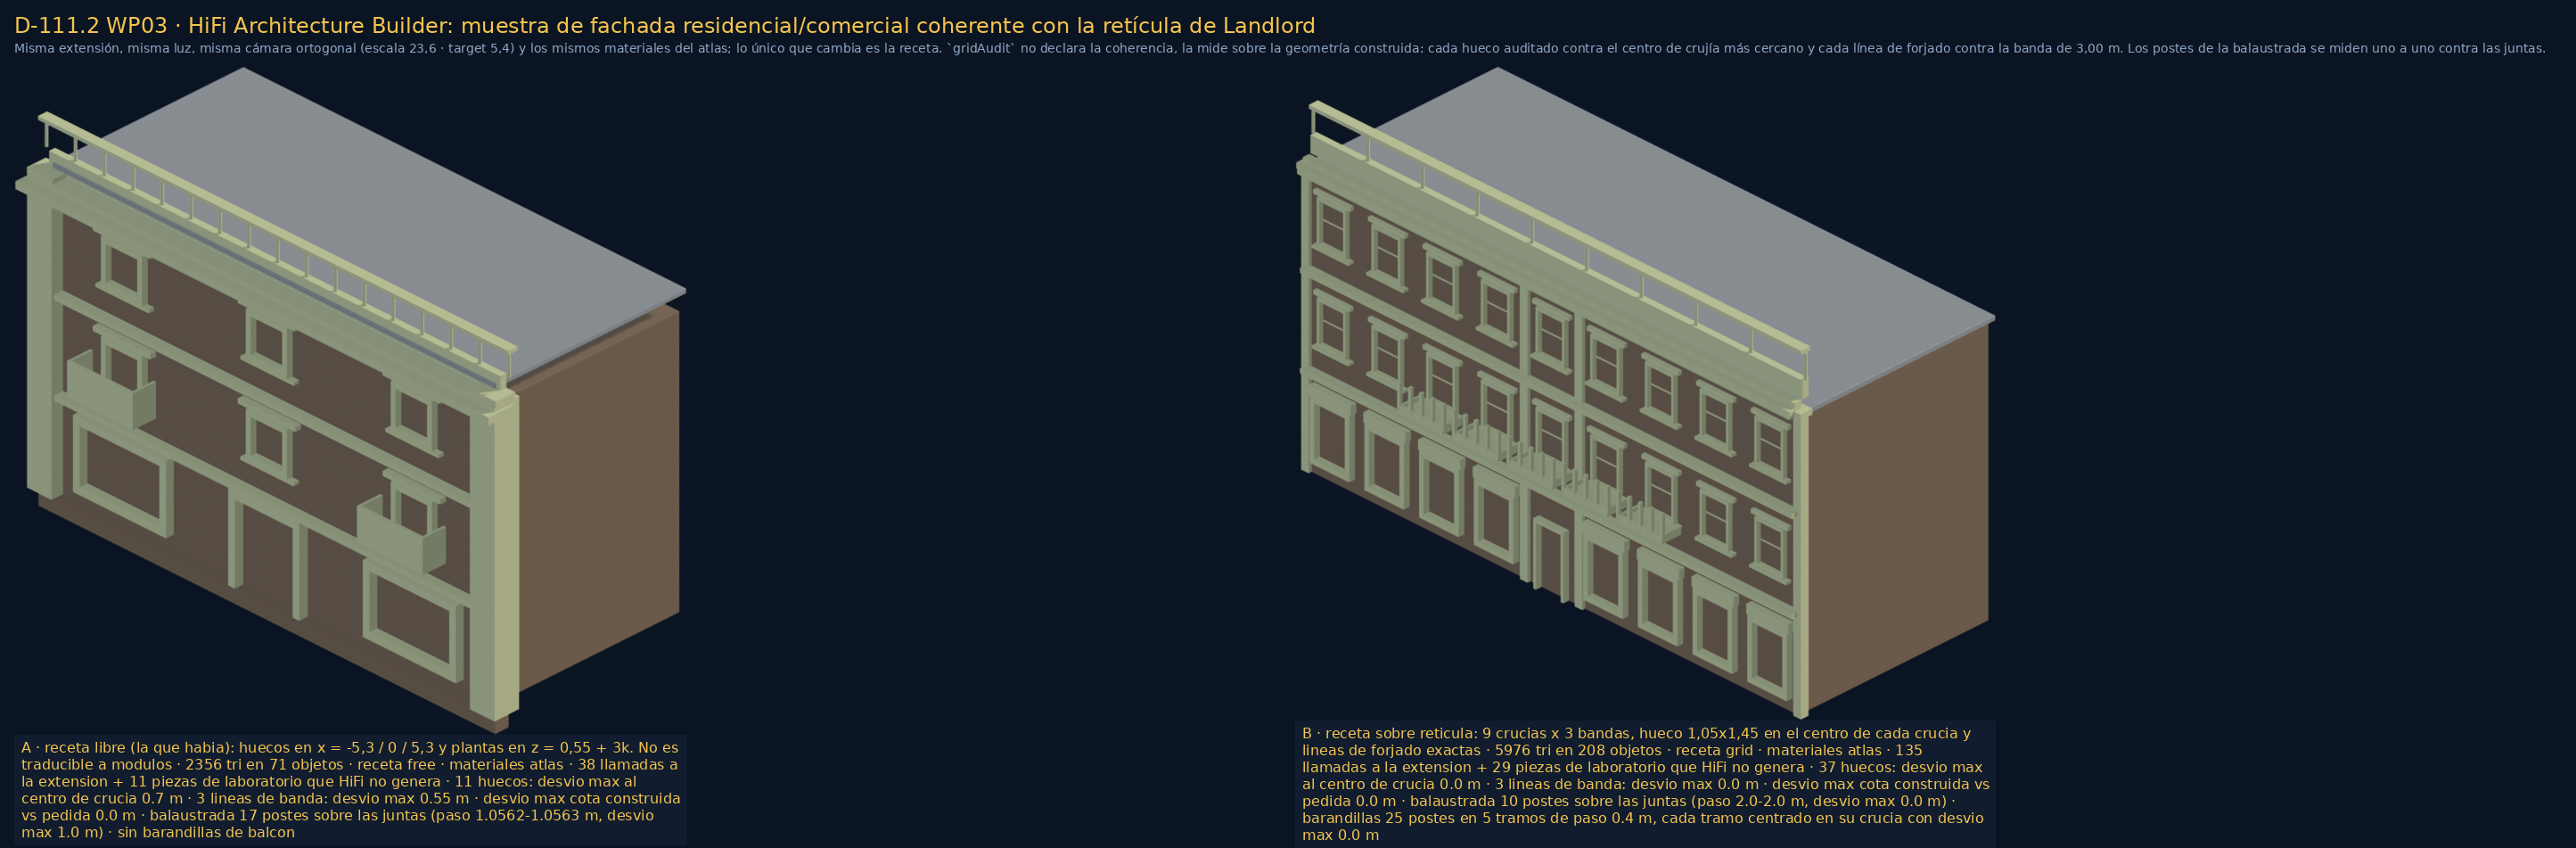 D-111.2 WP03 · HiFi Architecture Builder: muestra de fachada residencial/comercial coherente con la retícula de Landlord
Misma extensión, misma luz, misma cámara ortogonal (escala 23,6 · target 5,4) y los mismos materiales del atlas; lo único que cambia es la receta. `gridAudit` no declara la coherencia, la mide sobre la geometría construida: cada hueco auditado contra el centro de crujía más cercano y cada línea de forjado contra la banda de 3,00 m. Los postes de la balaustrada se miden uno a uno contra las juntas.
A · receta libre (la que habia): huecos en x = -5,3 / 0 / 5,3 y plantas en z = 0,55 + 3k. No es
traducible a modulos · 2356 tri en 71 objetos · receta free · materiales atlas · 38 llamadas a
la extension + 11 piezas de laboratorio que HiFi no genera · 11 huecos: desvio max al
centro de crucia 0.7 m · 3 lineas de banda: desvio max 0.55 m · desvio max cota construida
vs pedida 0.0 m · balaustrada 17 postes sobre las juntas (paso 1.0562-1.0563 m, desvio
max 1.0 m) · sin barandillas de balcon
B · receta sobre reticula: 9 crucias x 3 bandas, hueco 1,05x1,45 en el centro de cada crucia y
lineas de forjado exactas · 5976 tri en 208 objetos · receta grid · materiales atlas · 135
llamadas a la extension + 29 piezas de laboratorio que HiFi no genera · 37 huecos: desvio max
al centro de crucia 0.0 m · 3 lineas de banda: desvio max 0.0 m · desvio max cota construida vs
pedida 0.0 m · balaustrada 10 postes sobre las juntas (paso 2.0-2.0 m, desvio max 0.0 m) ·
barandillas 25 postes en 5 tramos de paso 0.4 m, cada tramo centrado en su crucia con desvio
max 0.0 m